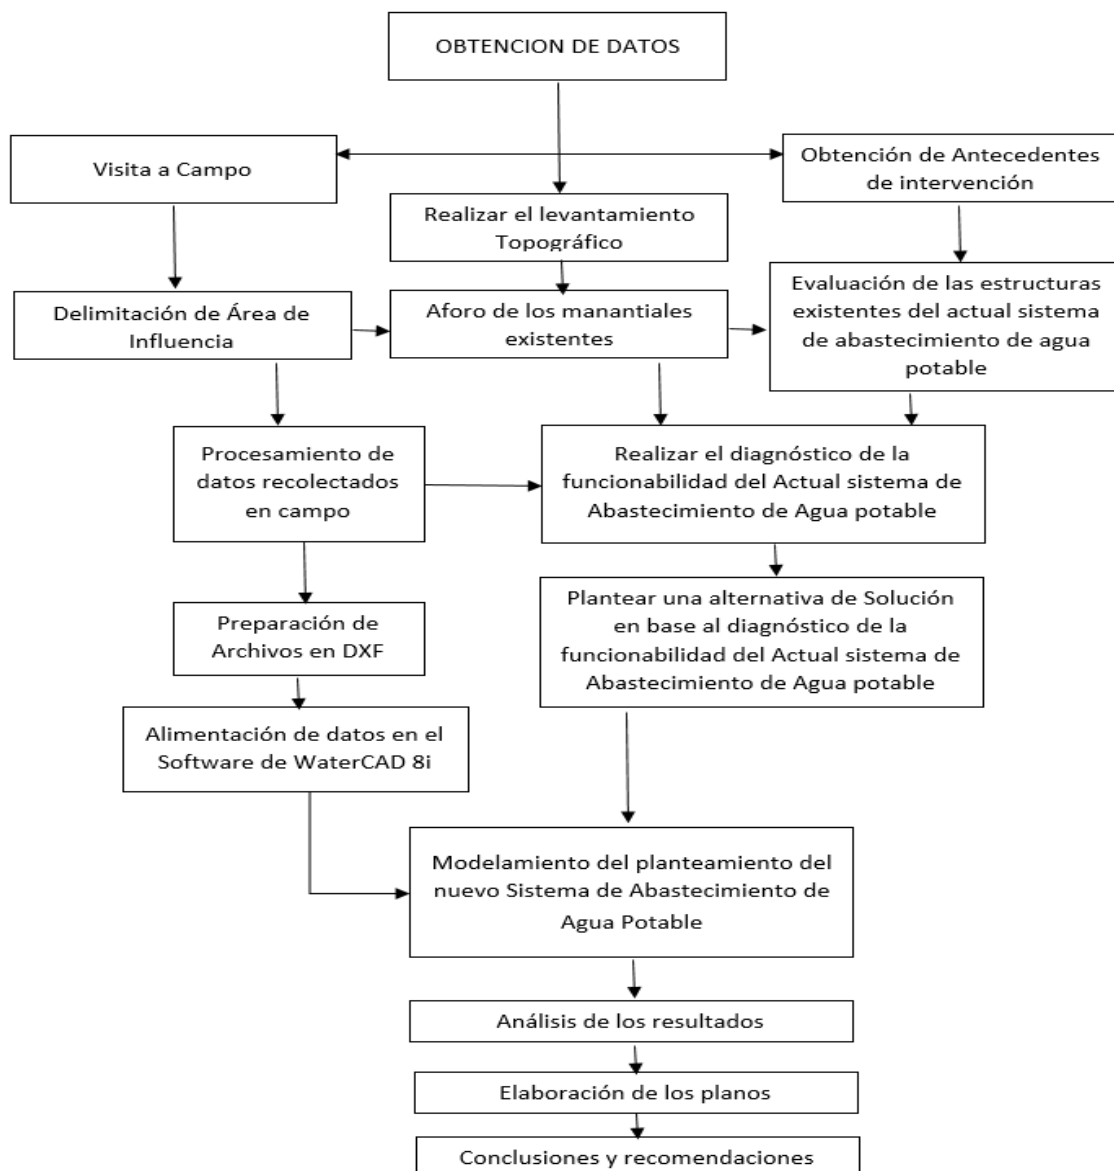 OBTENCION DE DATOS
Visita a Campo
Obtención de Antecedentes
de intervención
Realizar el levantamiento
Topográfico
Delimitación de Área de
Influencia
Aforo de los manantiales
existentes
Evaluación de las estructuras
existentes del actual sistema
de abastecimiento de agua
potable
Procesamiento de
datos recolectados
en campo
Realizar el diagnóstico de la
funcionabilidad del Actual sistema de
Abastecimiento de Agua potable
Preparación de
Archivos en DXF
Plantear una alternativa de Solución
en base al diagnóstico de la
funcionabilidad del Actual sistema de
Abastecimiento de Agua potable
Alimentación de datos en el
Software de WaterCAD 8i
Modelamiento del planteamiento del
nuevo Sistema de Abastecimiento de
Agua Potable
Análisis de los resultados
Elaboración de los planos
Conclusiones y recomendaciones